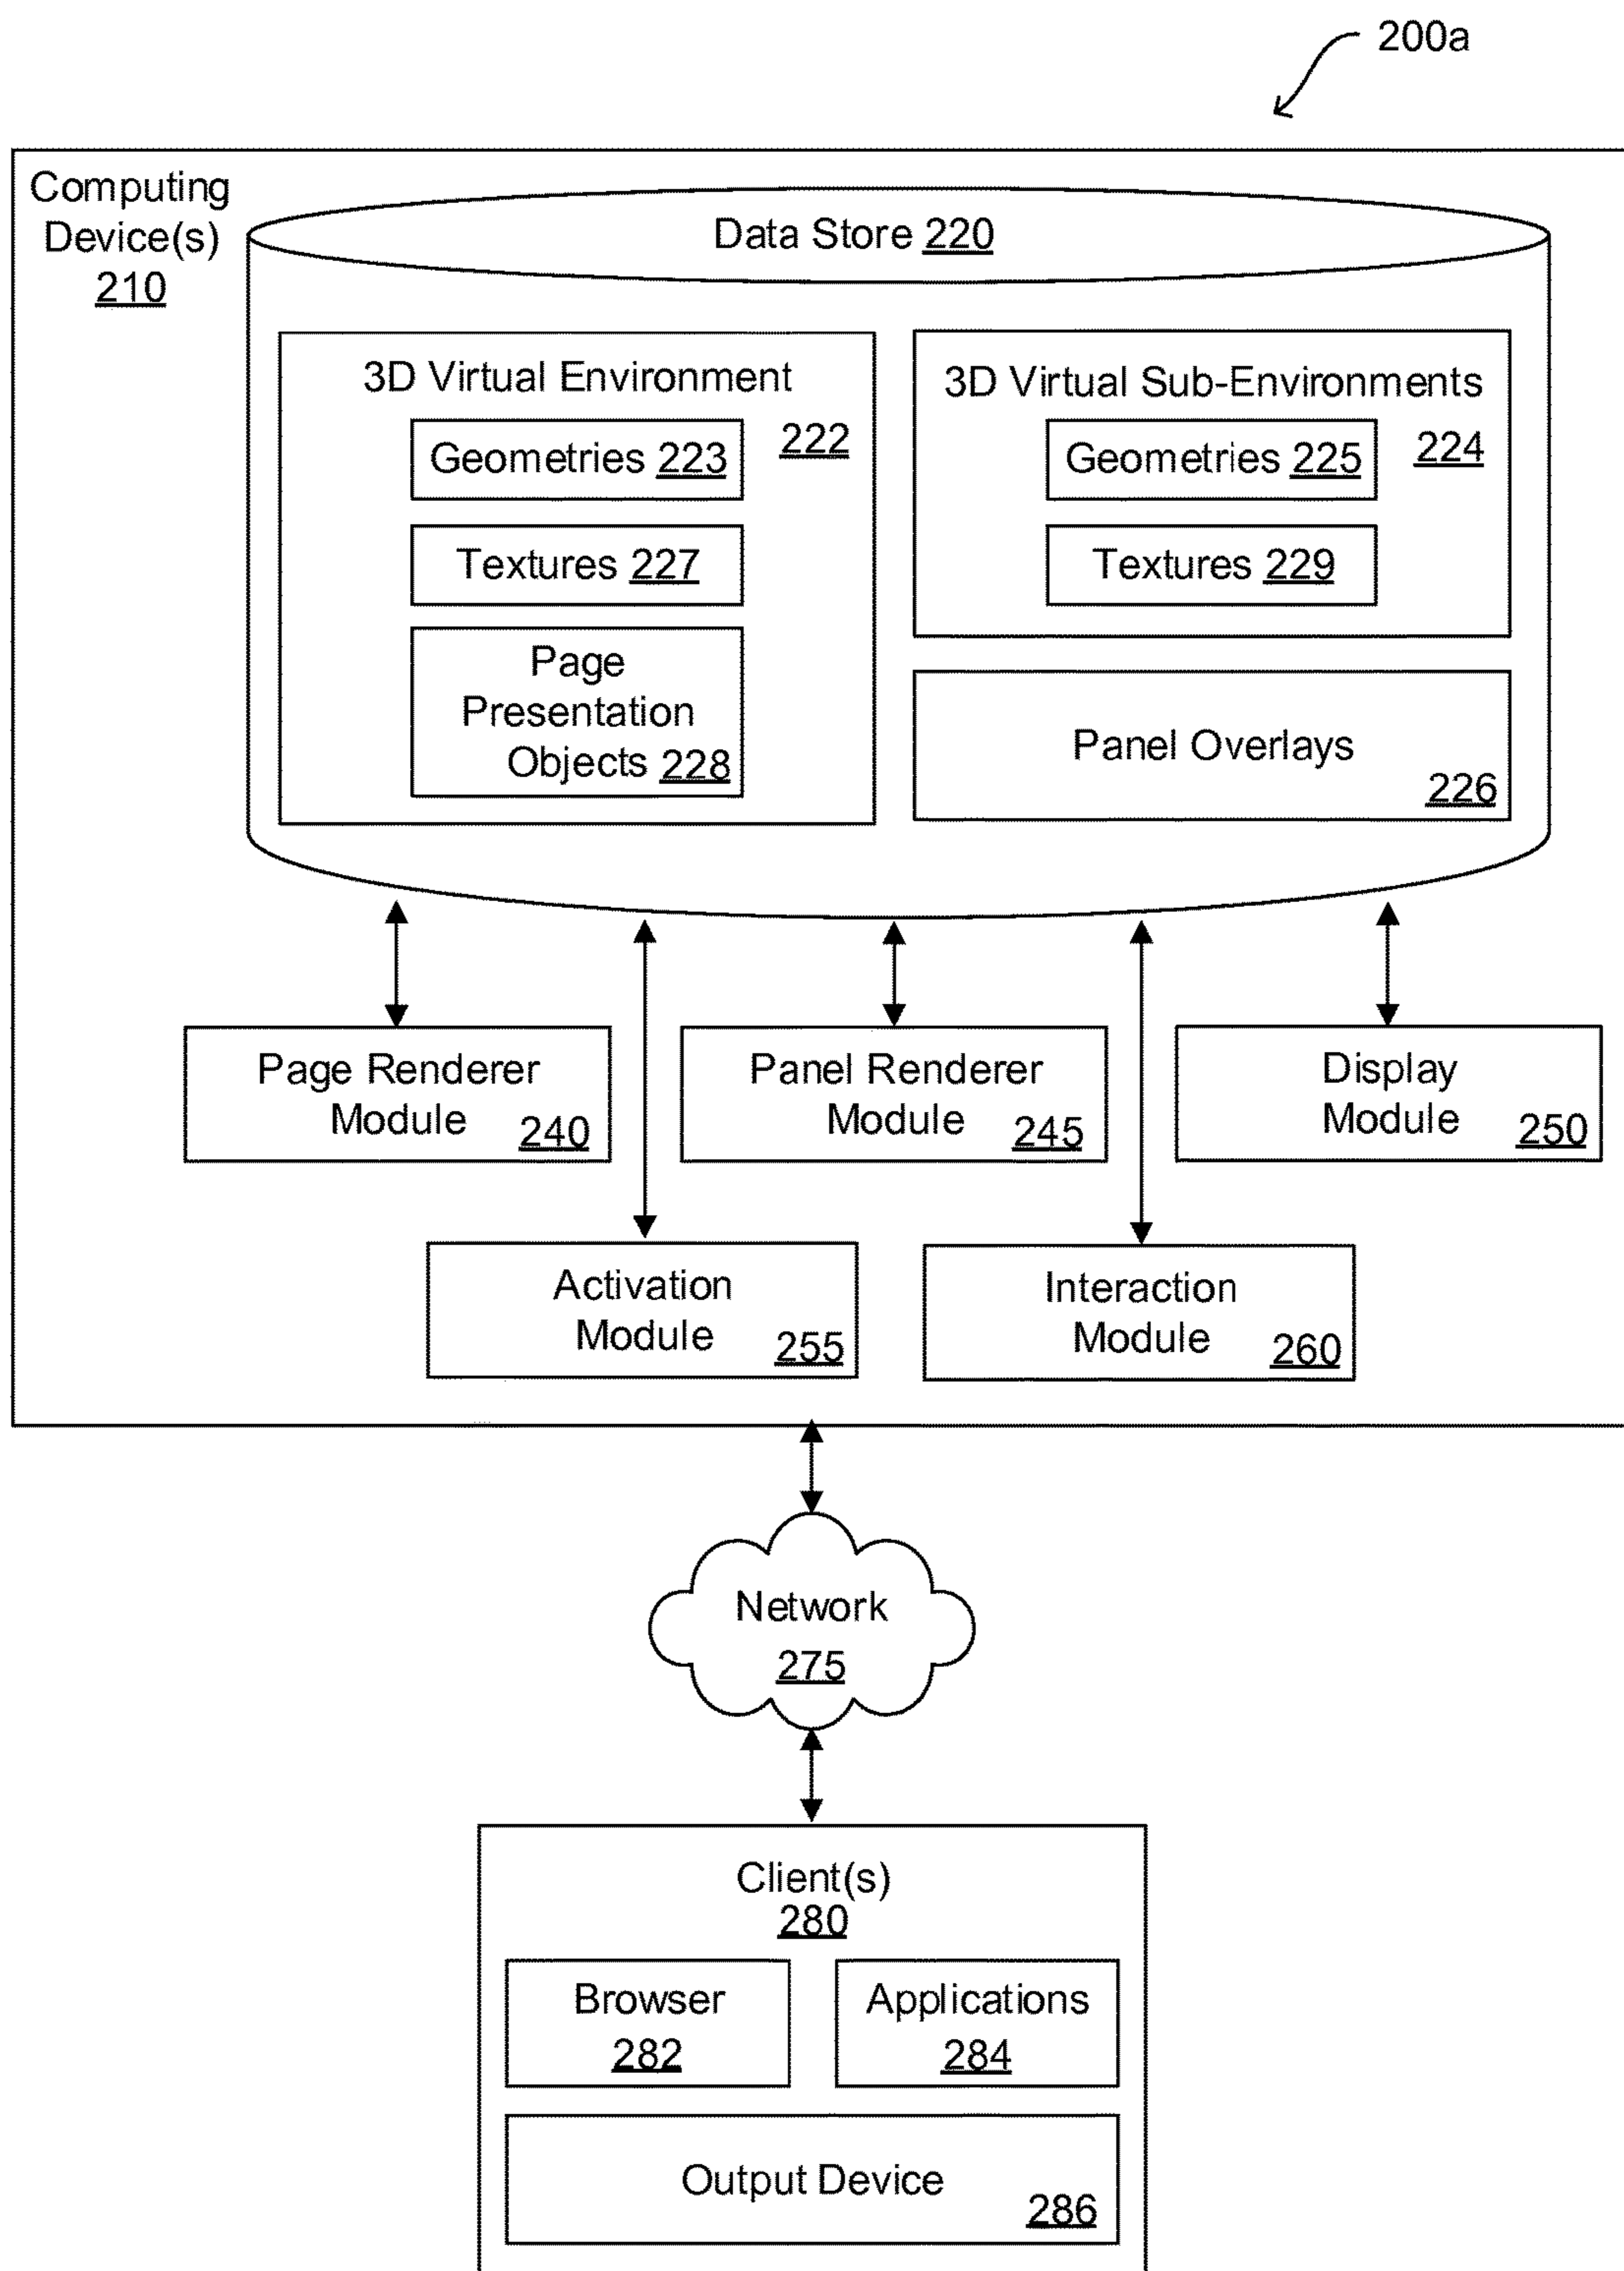 200a
Computing
Device(s)
210
Data Store 220
3D Virtual Environment
222
Geometries 223
Textures 227
Page
Presentation
Objects 228
3D Virtual Sub-Environments
224
Geometries 225
Textures 229
Panel Overlays
226
Page Renderer
Module 240
Panel Renderer
Module 245
Display
Module 250
Activation
Module 255
Interaction
Module 260
Network
275
Client(s)
280
Browser
282
Applications
284
Output Device
286